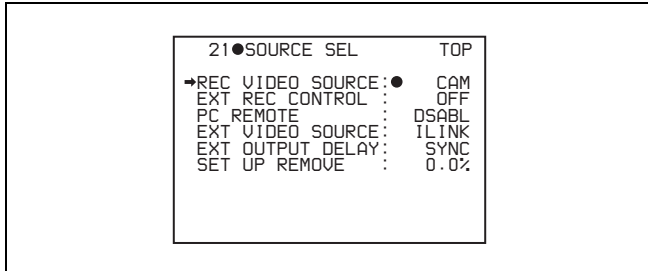 21●SOURCE SEL TOP
➡REC VIDEO SOURCE:● CAM
EXT REC CONTROL : OFF
PC REMOTE : DSABL
EXT VIDEO SOURCE: ILINK
EXT OUTPUT DELAY: SYNC
SET UP REMOVE : 0.0%